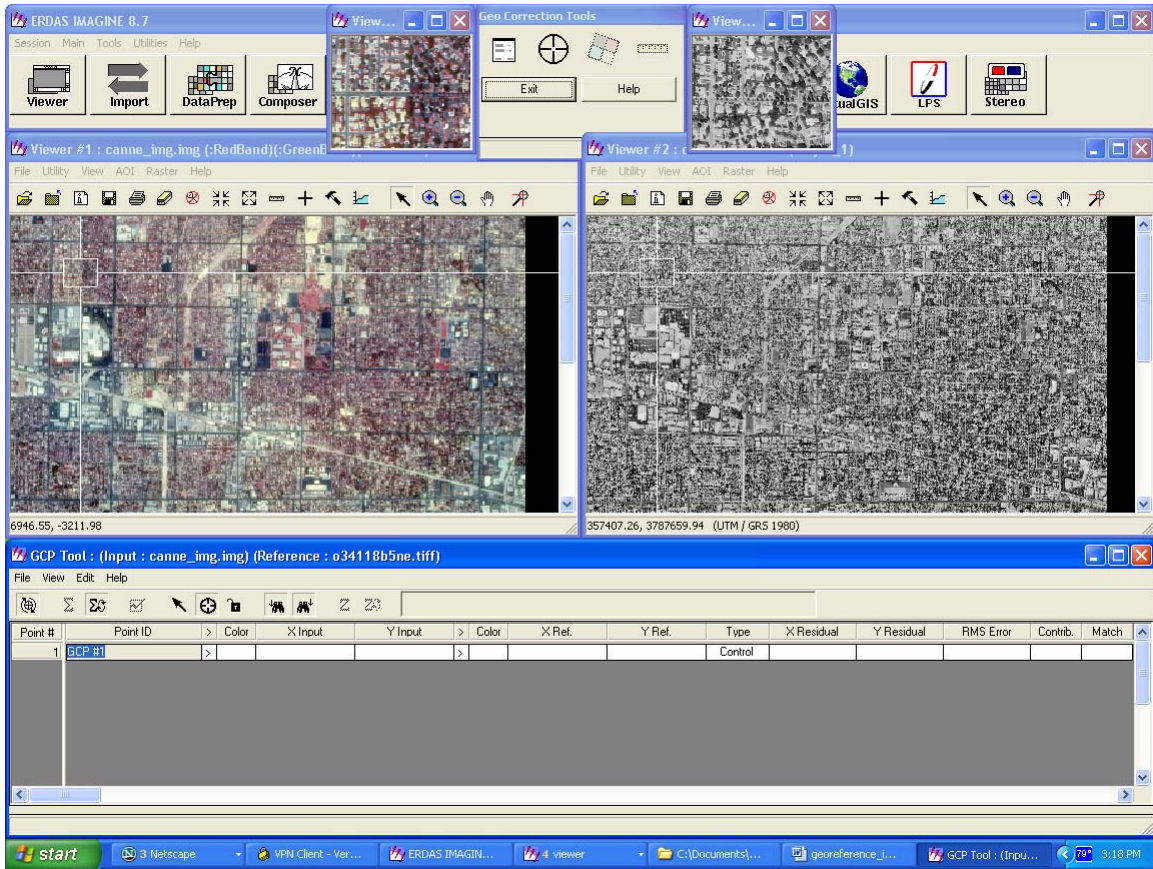 ERDAS IMAGINE 8.7
Session Main Tools Utilities Help
Viewer Import DataPrep Composer
View...
Geo Correction Tools
Exit Help
View...
LPS Stereo
Viewer #1 : canne_img.img (:RedBand)(:GreenB
File Utility View AOI Raster Help
6946.55, -3211.98
Viewer #2 :
File Utility View AOI Raster Help
357407.26, 3787659.94 (UTM / GRS 1980)
GCP Tool : (Input : canne_img.img) (Reference : o34118b5ne.tiff)
File View Edit Help
Σ Σ Z Z
Point # Point ID > Color X Input Y Input > Color X Ref. Y Ref. Type X Residual Y Residual RMS Error Contrib. Match
1 GCP #1 > > Control
start 3 Netscape VPN Client - Ver... ERDAS IMAGIN... 4 viewer C:\Documents\... georeference_i... GCP Tool : (Inpu... 79° 3:18 PM